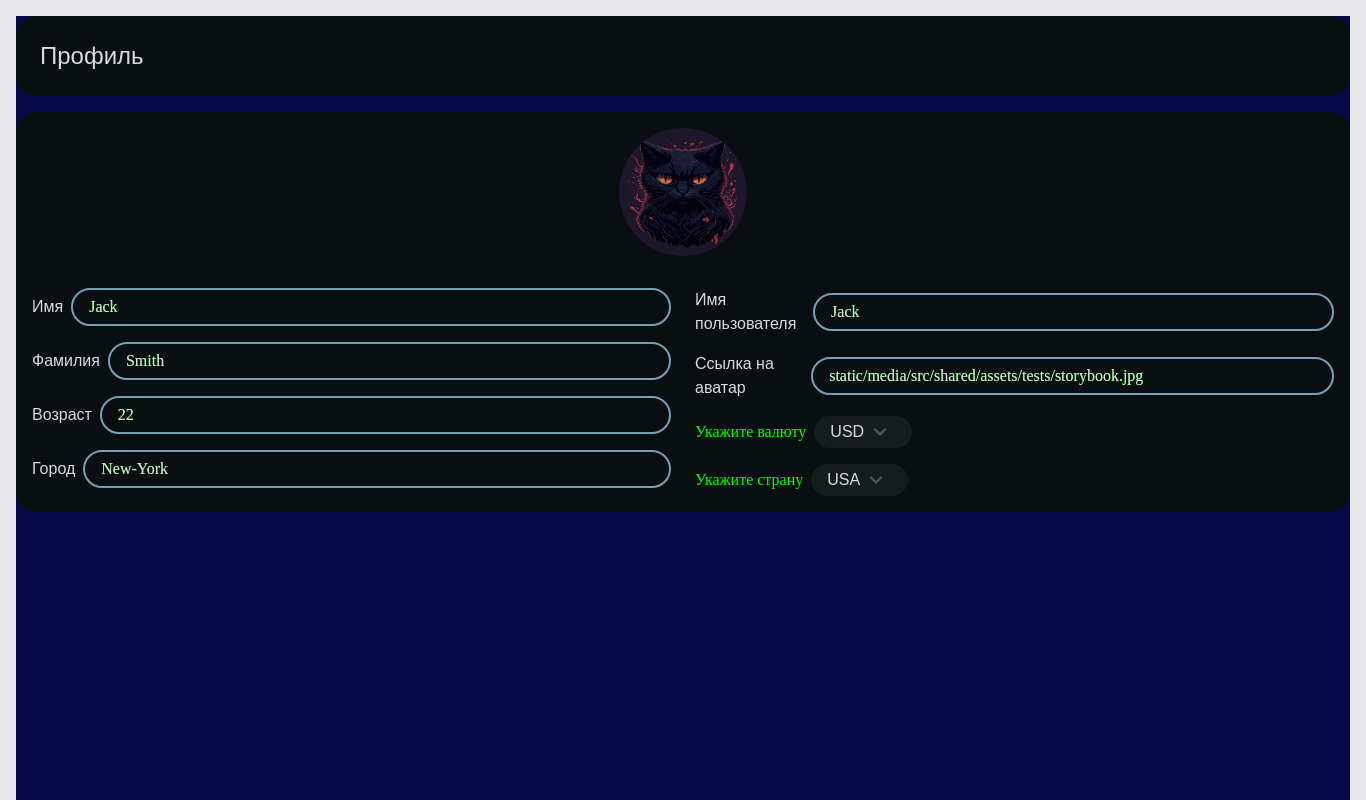 Профиль
Имя
Jack
Фамилия
Smith
Возраст
22
Город
New-York
Имя
пользователя
Jack
Ссылка на
аватар
static/media/src/shared/assets/tests/storybook.jpg
Укажите валюту
USD
Укажите страну
USA